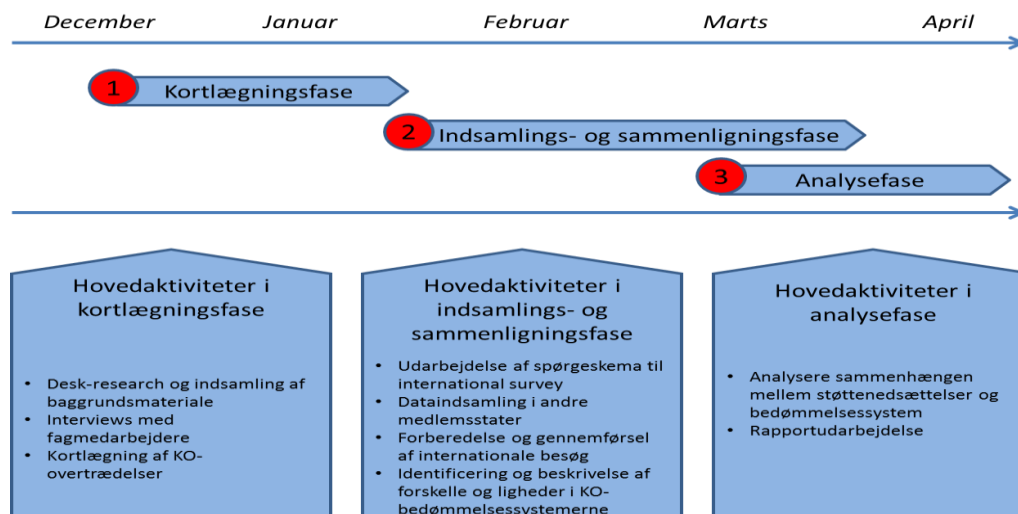 December Januar Februar Marts April
1 Kortlægningsfase
2 Indsamlings- og sammenligningsfase
3 Analysefase
Hovedaktiviteter i
kortlægningsfase
• Desk-research og indsamling af
baggrundsmateriale
• Interviews med
fagmedarbejdere
• Kortlægning af KO-
overtrædelser
Hovedaktiviteter i
indsamlings- og
sammenligningsfase
• Udarbejdelse af spørgeskema til
international survey
• Dataindsamling i andre
medlemsstater
• Forberedelse og gennemførsel
af internationale besøg
• Identificering og beskrivelse af
forskelle og ligheder i KO-
bedømmelsessystemerne
Hovedaktiviteter i
analysefase
• Analysere sammenhængen
mellem støttenedsættelser og
bedømmelsessystem
• Rapportudarbejdelse